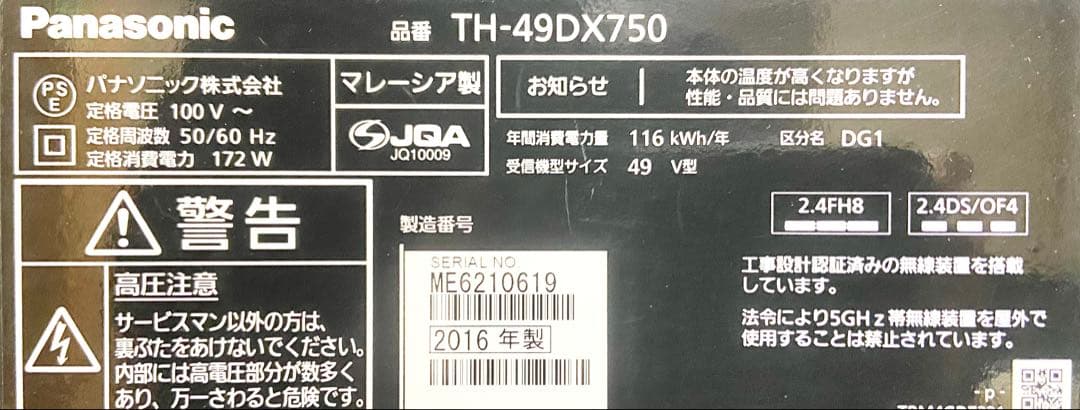 Panasonic
品番 TH-49DX750
PS
E
パナソニック株式会社
定格電圧 100 V ～
定格周波数 50/60 Hz
定格消費電力 172 W
マレーシア製
JQA
JQ10009
お知らせ
本体の温度が高くなりますが
性能・品質には問題ありません。
年間消費電力量 116 kWh/年 区分名 DG1
受信機型サイズ 49 V型
2.4FH8
2.4DS/OF4
警告
高圧注意
サービスマン以外の方は、
裏ぶたをあけないでください。
内部には高電圧部分が数多く
あり、万一さわると危険です。
製造番号
SERIAL NO.
ME6210619
2016 年製
工事設計認証済みの無線装置を搭載
しています。
法令により5GHz帯無線装置を屋外で
使用することは禁止されています。
- p -